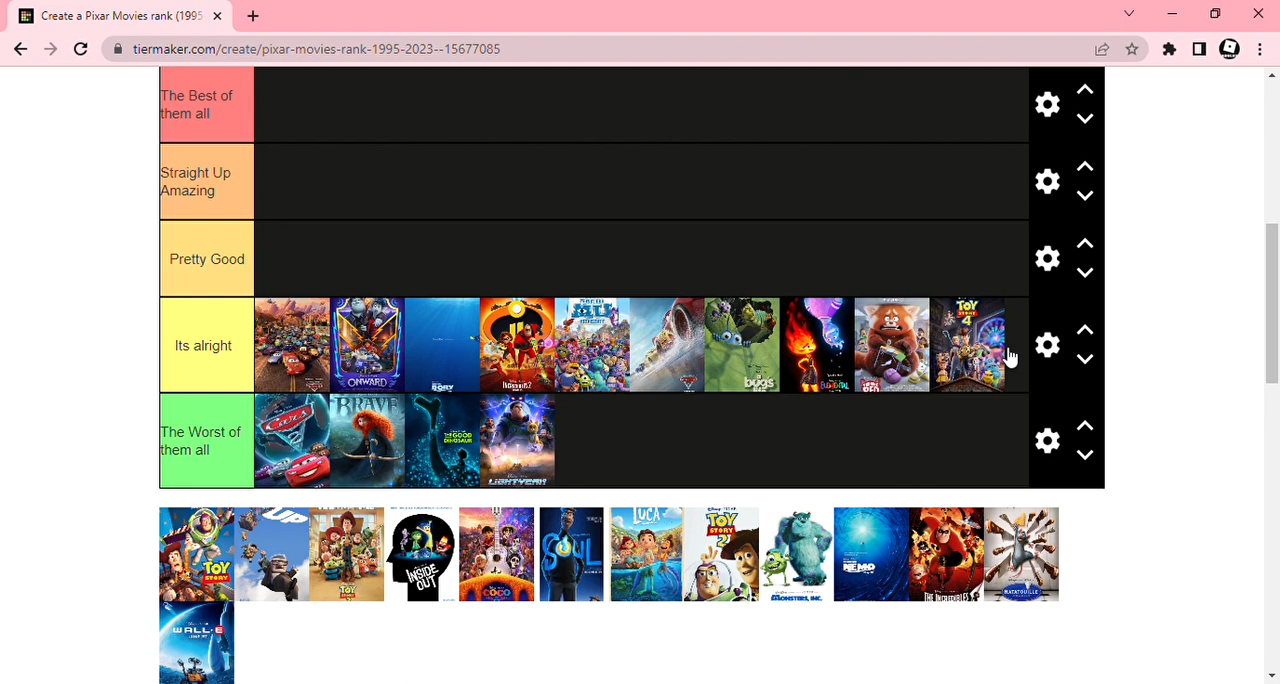 Create a Pixar Movies rank (1995
tiermaker.com/create/pixar-movies-rank-1995-2023--15677085
The Best of
them all
Straight Up
Amazing
Pretty Good
Its alright
ONWARD
DORY
INCREDIBLES 2
BUGS
ELEMENTAL
TOY
STORY
4
The Worst of
them all
CARS 2
BRAVE
THE GOOD
DINOSAUR
LIGHTYEAR
TOY
STORY
UP
TOY
INSIDE
OUT
COCO
SOUL
LUCA
TOY
STORY
2
MONSTERS, INC.
NEMO
THE INCREDIBLES
RATATOUILLE
WALL•E